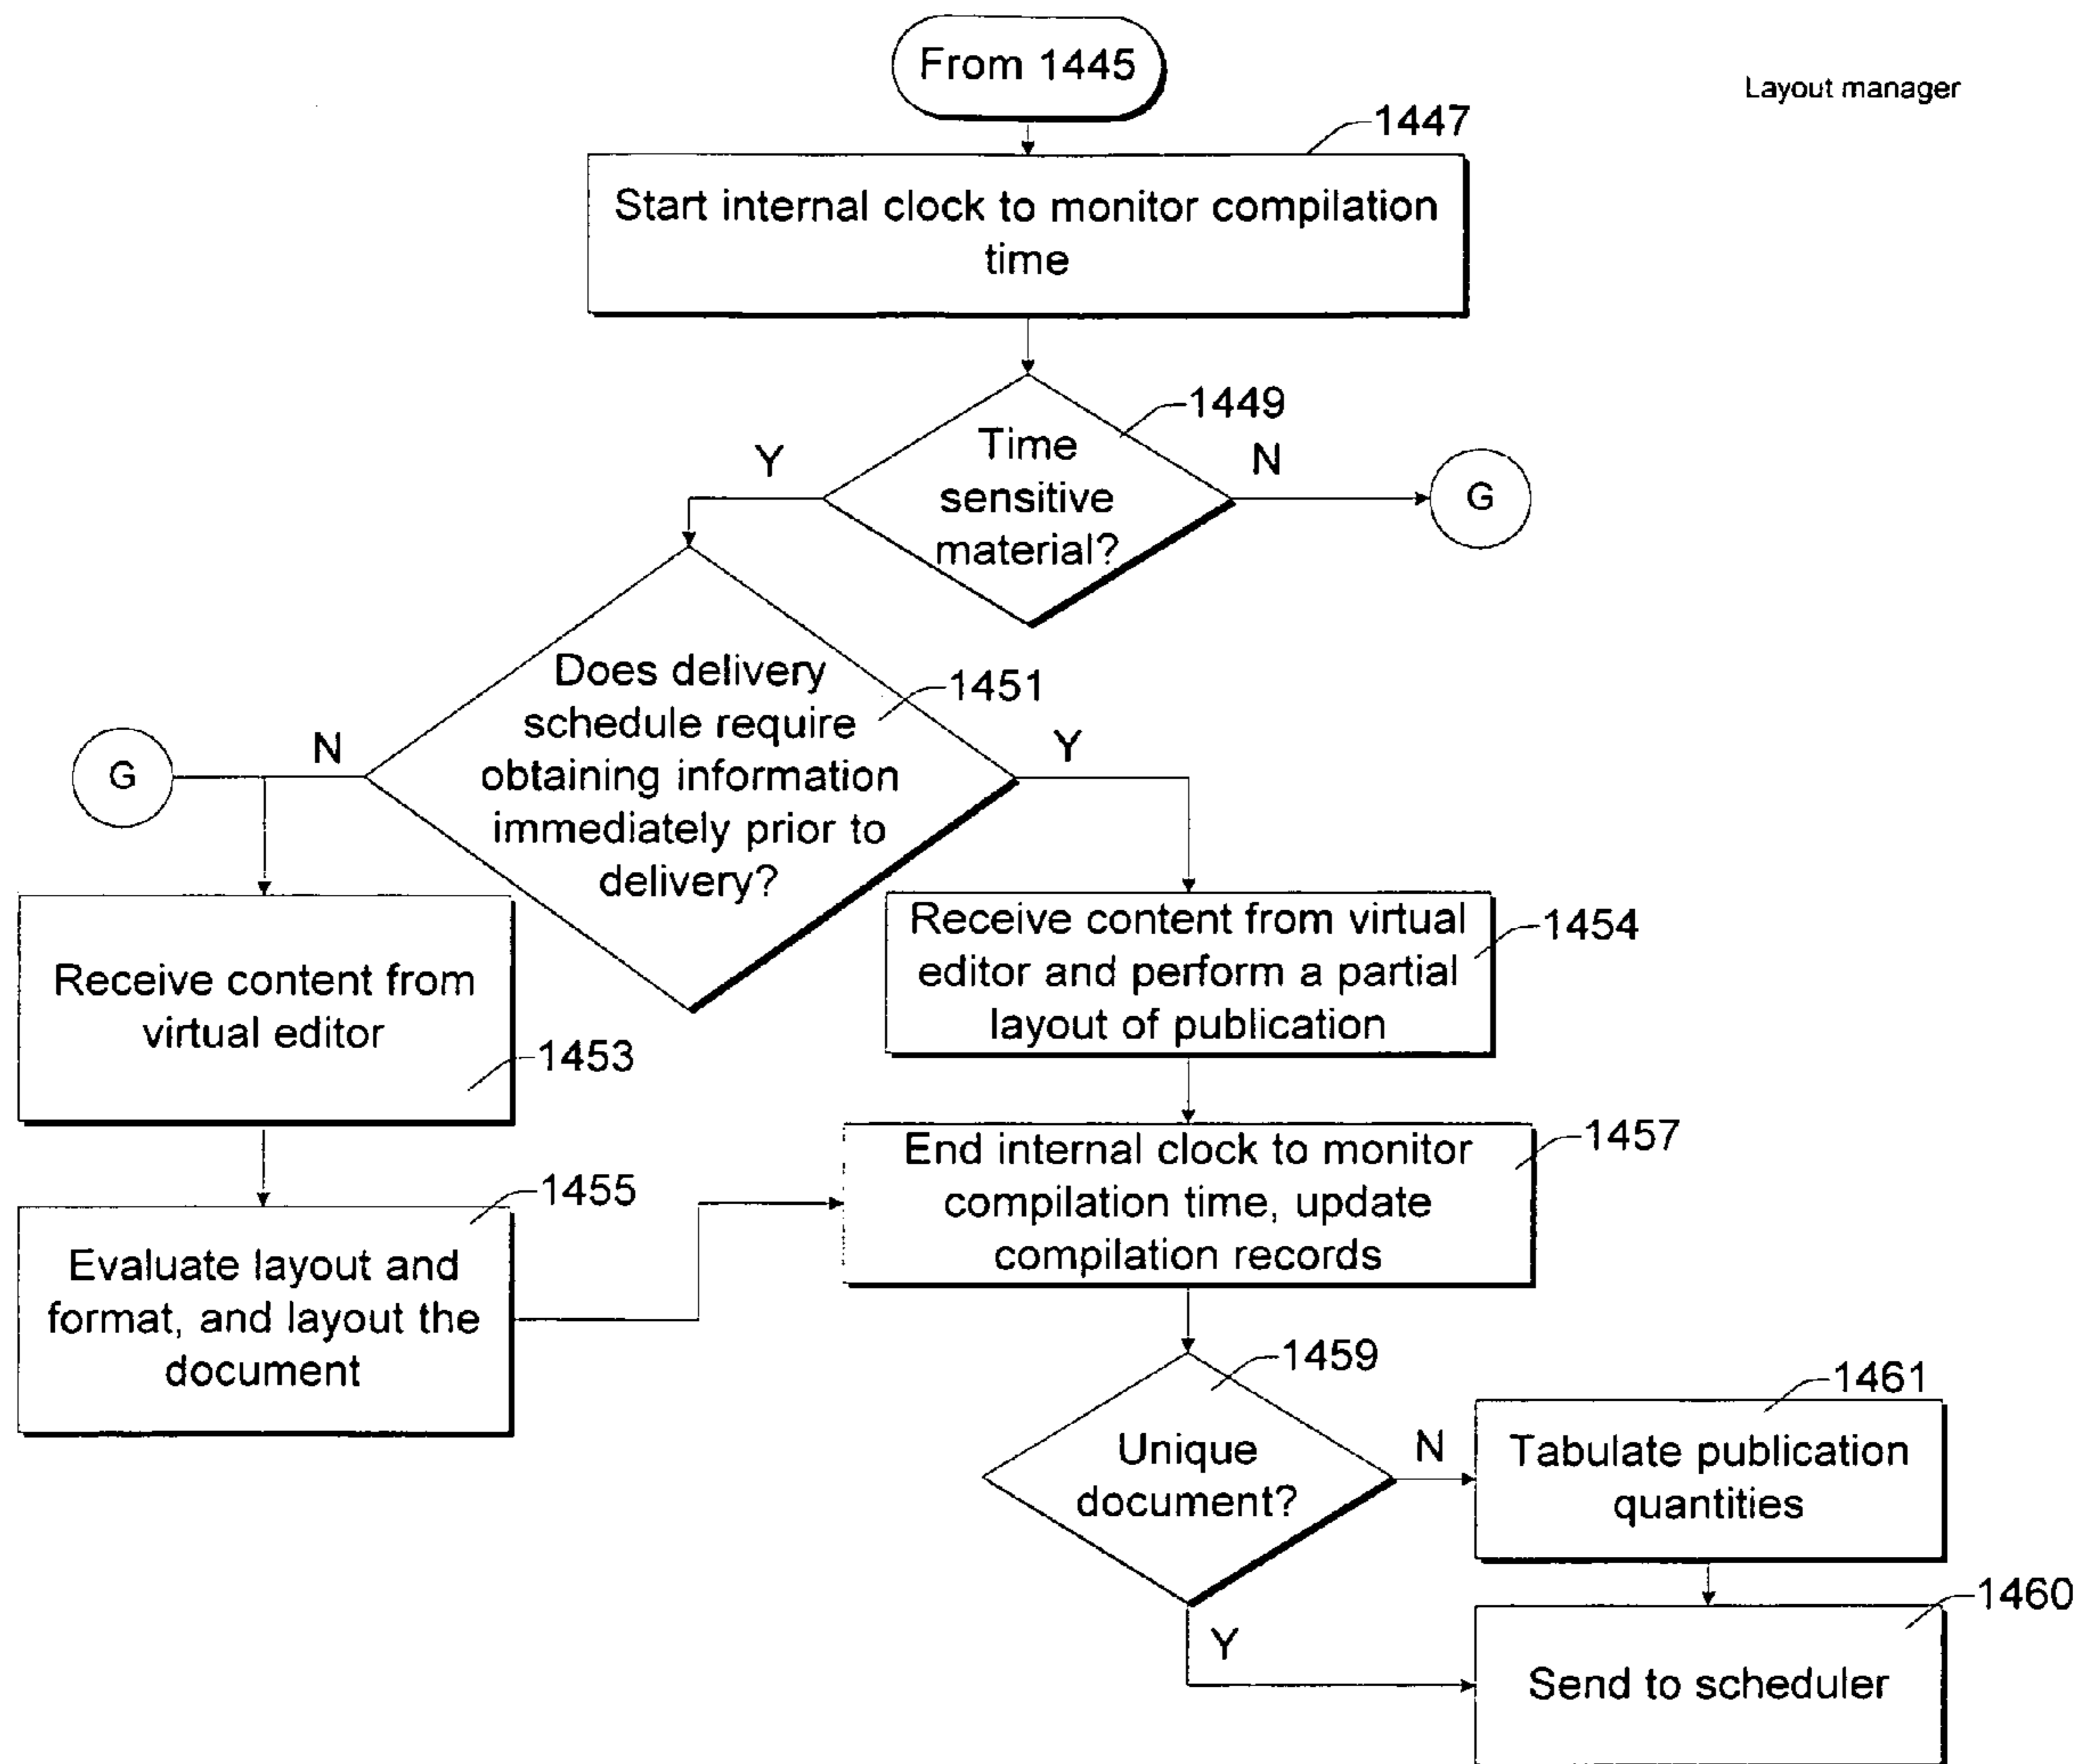 From 1445
Layout manager
1447
Start internal clock to monitor compilation
time
1449
Time
sensitive
material?
Y
N
G
Does delivery
schedule require
obtaining information
immediately prior to
delivery?
1451
G
N
Y
Receive content from
virtual editor
1453
Receive content from virtual
editor and perform a partial
layout of publication
1454
Evaluate layout and
format, and layout the
document
1455
End internal clock to monitor
compilation time, update
compilation records
1457
1459
Unique
document?
N
Y
1461
Tabulate publication
quantities
1460
Send to scheduler